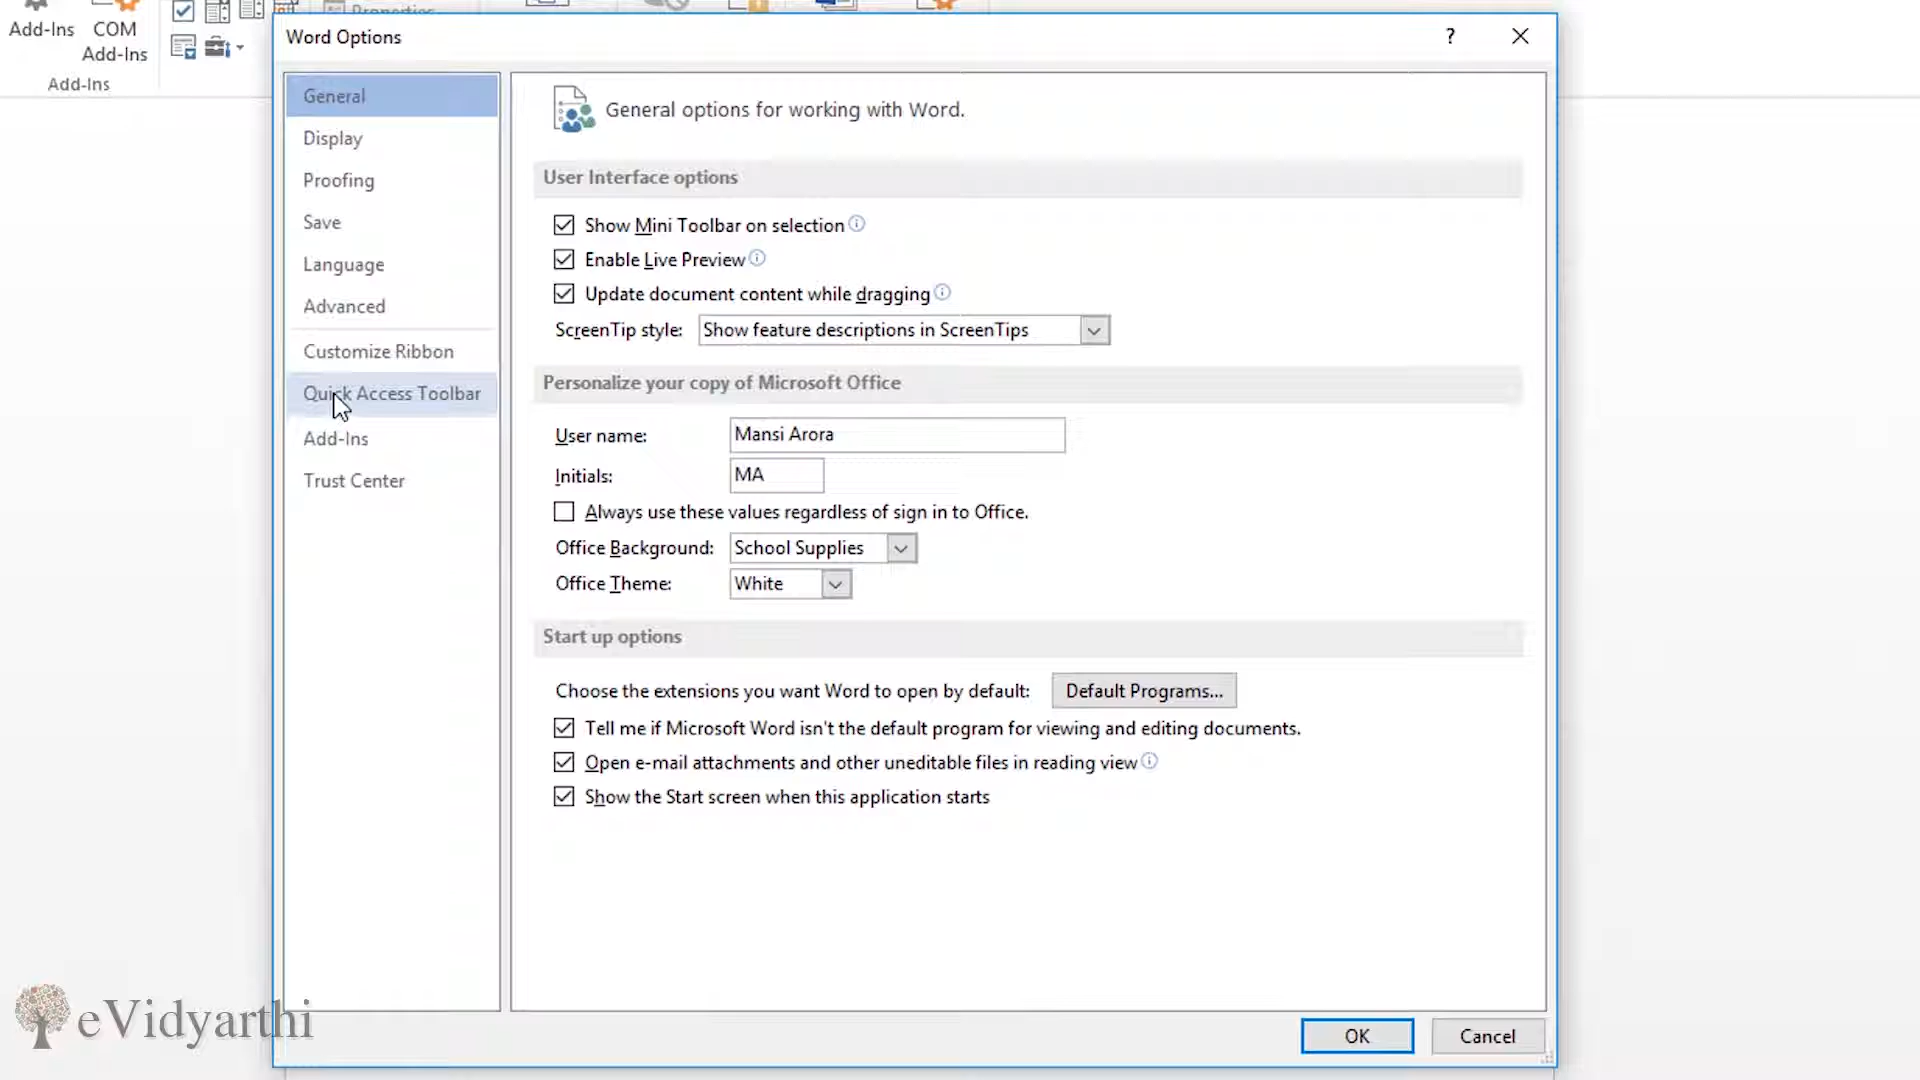 Add-Ins
COM
Add-Ins
Add-Ins
Properties
Word Options
?
General
Display
Proofing
Save
Language
Advanced
Customize Ribbon
Quick Access Toolbar
Add-Ins
Trust Center
General options for working with Word.
User Interface options
Show Mini Toolbar on selection
Enable Live Preview
Update document content while dragging
ScreenTip style: Show feature descriptions in ScreenTips
Personalize your copy of Microsoft Office
User name: Mansi Arora
Initials: MA
Always use these values regardless of sign in to Office.
Office Background: School Supplies
Office Theme: White
Start up options
Choose the extensions you want Word to open by default: Default Programs...
Tell me if Microsoft Word isn't the default program for viewing and editing documents.
Open e-mail attachments and other uneditable files in reading view
Show the Start screen when this application starts
OK Cancel
eVidyarthi